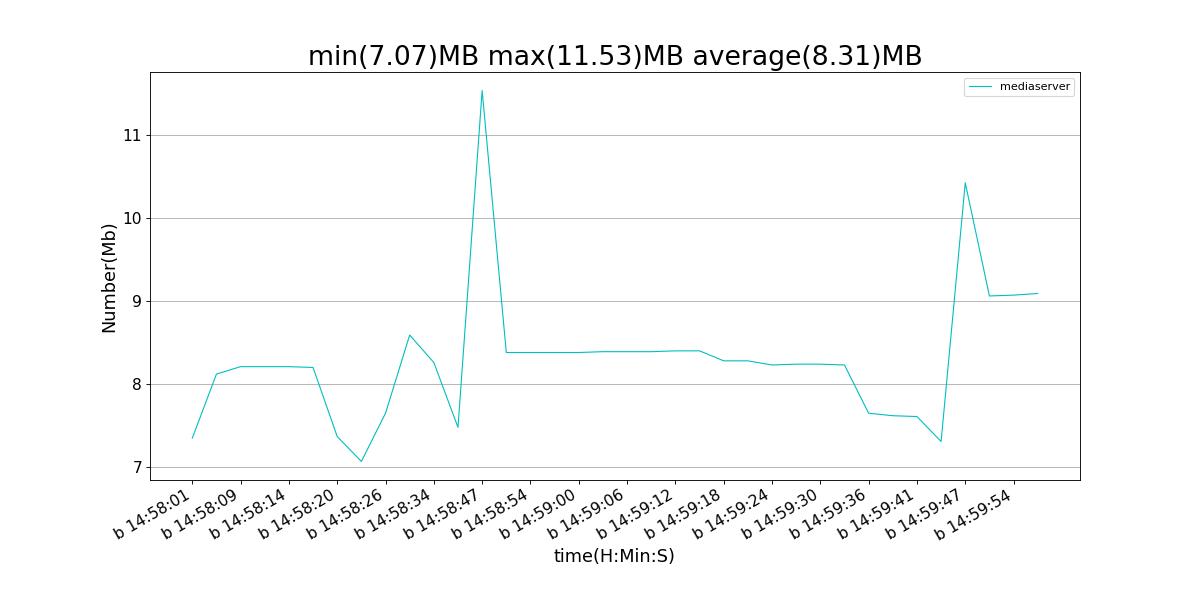 min(7.07)MB max(11.53)MB average(8.31)MB
mediaserver
11
10
9
8
7
Number(Mb)
b 14:58:01
b 14:58:09
b 14:58:14
b 14:58:20
b 14:58:26
b 14:58:34
b 14:58:47
b 14:58:54
b 14:59:00
b 14:59:06
b 14:59:12
b 14:59:18
b 14:59:24
b 14:59:30
b 14:59:36
b 14:59:41
b 14:59:47
b 14:59:54
time(H:Min:S)